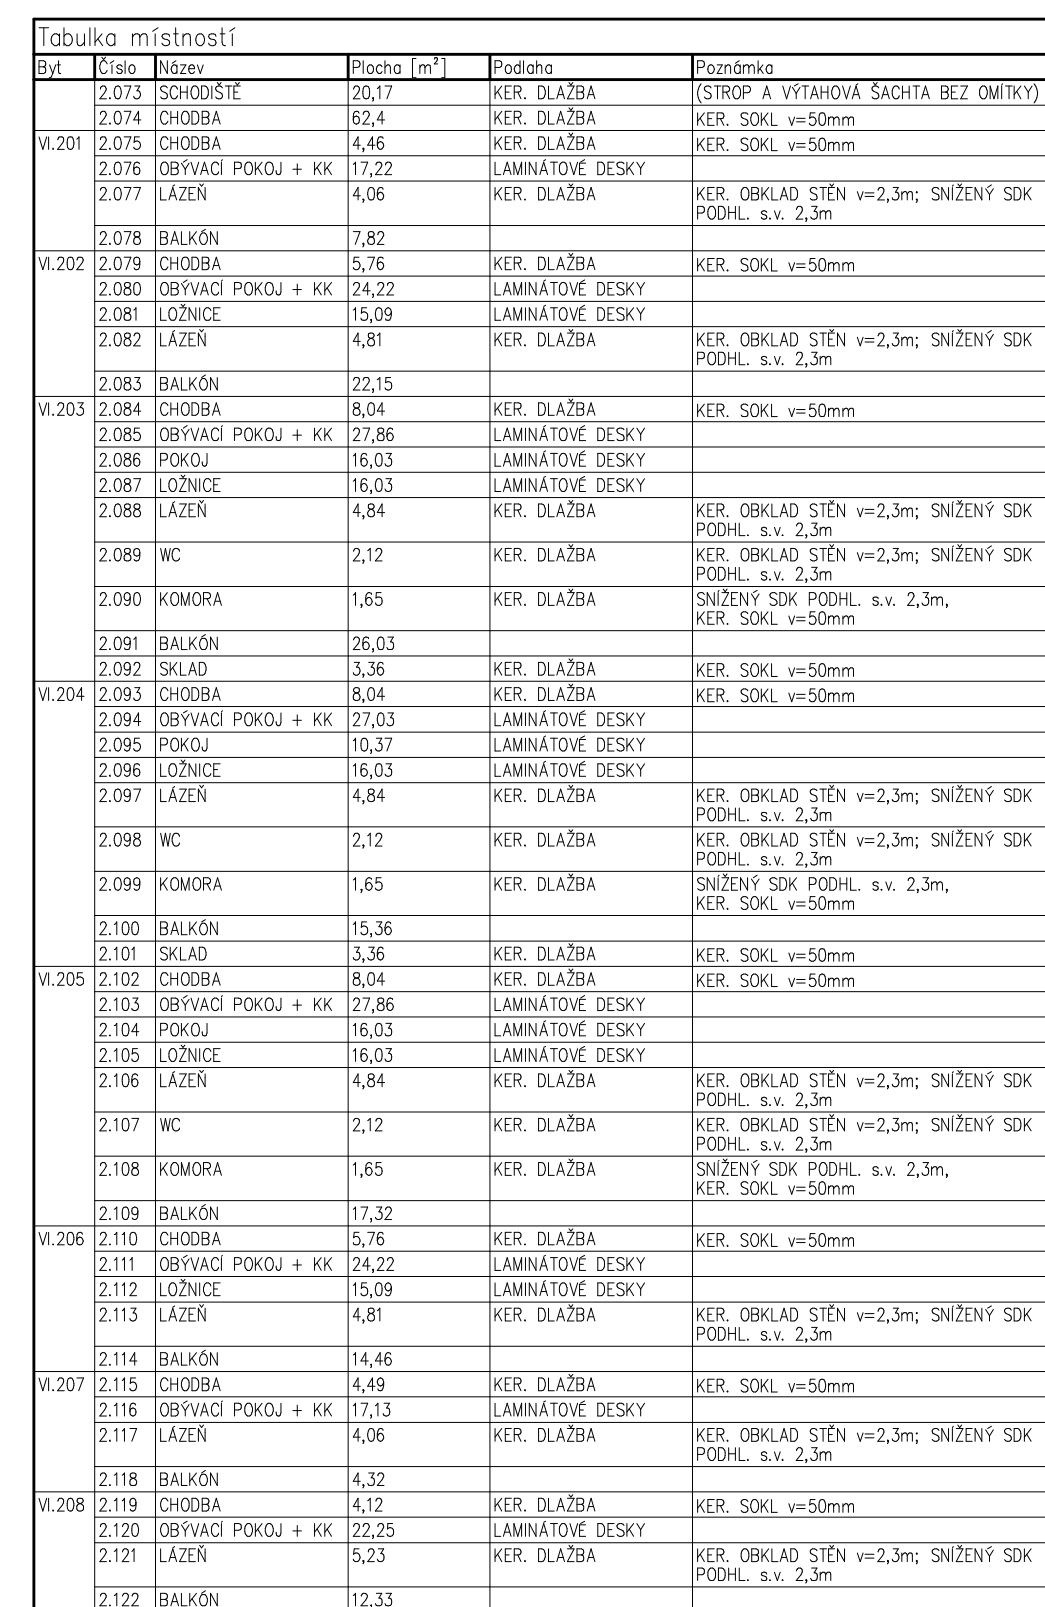 Tabulka místností
Byt Číslo Název Plocha [m²] Podlaha Poznámka
2.073 SCHODIŠTĚ 20,17 KER. DLAŽBA (STROP A VÝTAHOVÁ ŠACHTA BEZ OMÍTKY)
2.074 CHODBA 62,4 KER. DLAŽBA KER. SOKL v=50mm
VI.201 2.075 CHODBA 4,46 KER. DLAŽBA KER. SOKL v=50mm
2.076 OBÝVACÍ POKOJ + KK 17,22 LAMINÁTOVÉ DESKY
2.077 LÁZEŇ 4,06 KER. DLAŽBA KER. OBKLAD STĚN v=2,3m; SNÍŽENÝ SDK
PODHL. s.v. 2,3m
2.078 BALKÓN 7,82
VI.202 2.079 CHODBA 5,76 KER. DLAŽBA KER. SOKL v=50mm
2.080 OBÝVACÍ POKOJ + KK 24,22 LAMINÁTOVÉ DESKY
2.081 LOŽNICE 15,09 LAMINÁTOVÉ DESKY
2.082 LÁZEŇ 4,81 KER. DLAŽBA KER. OBKLAD STĚN v=2,3m; SNÍŽENÝ SDK
PODHL. s.v. 2,3m
2.083 BALKÓN 22,15
VI.203 2.084 CHODBA 8,04 KER. DLAŽBA KER. SOKL v=50mm
2.085 OBÝVACÍ POKOJ + KK 27,86 LAMINÁTOVÉ DESKY
2.086 POKOJ 16,03 LAMINÁTOVÉ DESKY
2.087 LOŽNICE 16,03 LAMINÁTOVÉ DESKY
2.088 LÁZEŇ 4,84 KER. DLAŽBA KER. OBKLAD STĚN v=2,3m; SNÍŽENÝ SDK
PODHL. s.v. 2,3m
2.089 WC 2,12 KER. DLAŽBA KER. OBKLAD STĚN v=2,3m; SNÍŽENÝ SDK
PODHL. s.v. 2,3m
2.090 KOMORA 1,65 KER. DLAŽBA SNÍŽENÝ SDK PODHL. s.v. 2,3m,
KER. SOKL v=50mm
2.091 BALKÓN 26,03
2.092 SKLAD 3,36 KER. DLAŽBA KER. SOKL v=50mm
VI.204 2.093 CHODBA 8,04 KER. DLAŽBA KER. SOKL v=50mm
2.094 OBÝVACÍ POKOJ + KK 27,03 LAMINÁTOVÉ DESKY
2.095 POKOJ 10,37 LAMINÁTOVÉ DESKY
2.096 LOŽNICE 16,03 LAMINÁTOVÉ DESKY
2.097 LÁZEŇ 4,84 KER. DLAŽBA KER. OBKLAD STĚN v=2,3m; SNÍŽENÝ SDK
PODHL. s.v. 2,3m
2.098 WC 2,12 KER. DLAŽBA KER. OBKLAD STĚN v=2,3m; SNÍŽENÝ SDK
PODHL. s.v. 2,3m
2.099 KOMORA 1,65 KER. DLAŽBA SNÍŽENÝ SDK PODHL. s.v. 2,3m,
KER. SOKL v=50mm
2.100 BALKÓN 15,36
2.101 SKLAD 3,36 KER. DLAŽBA KER. SOKL v=50mm
VI.205 2.102 CHODBA 8,04 KER. DLAŽBA KER. SOKL v=50mm
2.103 OBÝVACÍ POKOJ + KK 27,86 LAMINÁTOVÉ DESKY
2.104 POKOJ 16,03 LAMINÁTOVÉ DESKY
2.105 LOŽNICE 16,03 LAMINÁTOVÉ DESKY
2.106 LÁZEŇ 4,84 KER. DLAŽBA KER. OBKLAD STĚN v=2,3m; SNÍŽENÝ SDK
PODHL. s.v. 2,3m
2.107 WC 2,12 KER. DLAŽBA KER. OBKLAD STĚN v=2,3m; SNÍŽENÝ SDK
PODHL. s.v. 2,3m
2.108 KOMORA 1,65 KER. DLAŽBA SNÍŽENÝ SDK PODHL. s.v. 2,3m,
KER. SOKL v=50mm
2.109 BALKÓN 17,32
VI.206 2.110 CHODBA 5,76 KER. DLAŽBA KER. SOKL v=50mm
2.111 OBÝVACÍ POKOJ + KK 24,22 LAMINÁTOVÉ DESKY
2.112 LOŽNICE 15,09 LAMINÁTOVÉ DESKY
2.113 LÁZEŇ 4,81 KER. DLAŽBA KER. OBKLAD STĚN v=2,3m; SNÍŽENÝ SDK
PODHL. s.v. 2,3m
2.114 BALKÓN 14,46
VI.207 2.115 CHODBA 4,49 KER. DLAŽBA KER. SOKL v=50mm
2.116 OBÝVACÍ POKOJ + KK 17,13 LAMINÁTOVÉ DESKY
2.117 LÁZEŇ 4,06 KER. DLAŽBA KER. OBKLAD STĚN v=2,3m; SNÍŽENÝ SDK
PODHL. s.v. 2,3m
2.118 BALKÓN 4,32
VI.208 2.119 CHODBA 4,12 KER. DLAŽBA KER. SOKL v=50mm
2.120 OBÝVACÍ POKOJ + KK 22,25 LAMINÁTOVÉ DESKY
2.121 LÁZEŇ 5,23 KER. DLAŽBA KER. OBKLAD STĚN v=2,3m; SNÍŽENÝ SDK
PODHL. s.v. 2,3m
2.122 BALKÓN 12,33